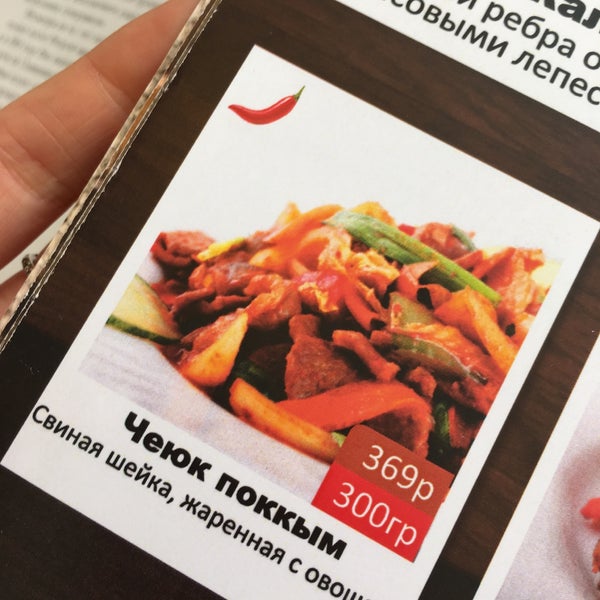 и ребра о
совыми лепес
369р
300гр
Чеюк поккым
Свиная шейка, жаренная с овощ